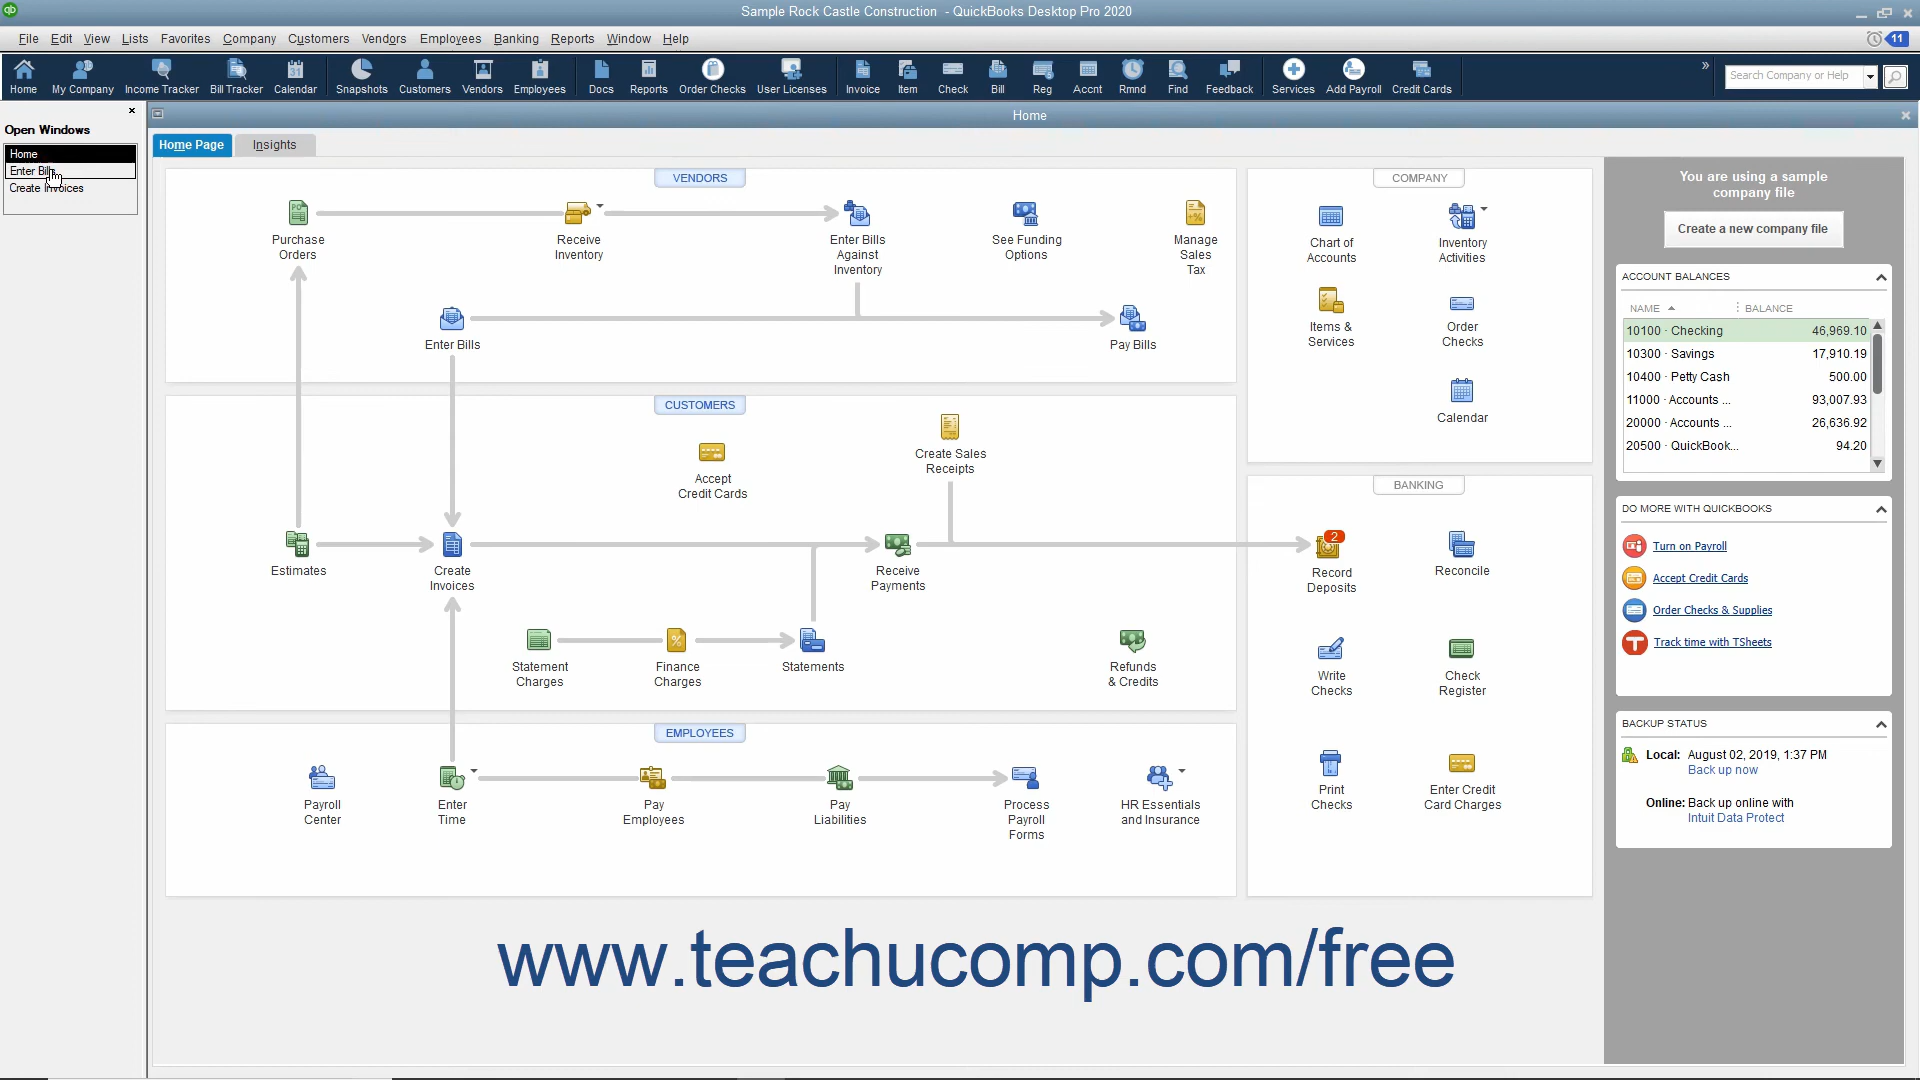 Sample Rock Castle Construction - QuickBooks Desktop Pro 2020
File Edit View Lists Favorites Company Customers Vendors Employees Banking Reports Window Help
11
Home My Company Income Tracker Bill Tracker Calendar Snapshots Customers Vendors Employees Docs Reports Order Checks User Licenses Invoice Item Check Bill Reg Accnt Rmnd Find Feedback Services Add Payroll Credit Cards
Search Company or Help
Open Windows
Home
Enter Bills
Create Invoices
Home
Home Page Insights
VENDORS
Purchase
Orders
Receive
Inventory
Enter Bills
Against
Inventory
See Funding
Options
Manage
Sales
Tax
Enter Bills
Pay Bills
CUSTOMERS
Accept
Credit Cards
Create Sales
Receipts
Estimates
Create
Invoices
Receive
Payments
Statement
Charges
Finance
Charges
Statements
Refunds
& Credits
EMPLOYEES
Payroll
Center
Enter
Time
Pay
Employees
Pay
Liabilities
Process
Payroll
Forms
HR Essentials
and Insurance
COMPANY
Chart of
Accounts
Inventory
Activities
Items &
Services
Order
Checks
Calendar
BANKING
2
Record
Deposits
Reconcile
Write
Checks
Check
Register
Print
Checks
Enter Credit
Card Charges
You are using a sample
company file
Create a new company file
ACCOUNT BALANCES
NAME BALANCE
10100 · Checking 46,969.10
10300 · Savings 17,910.19
10400 · Petty Cash 500.00
11000 · Accounts ... 93,007.93
20000 · Accounts ... 26,636.92
20500 · QuickBook... 94.20
DO MORE WITH QUICKBOOKS
Turn on Payroll
Accept Credit Cards
Order Checks & Supplies
Track time with TSheets
BACKUP STATUS
Local: August 02, 2019, 1:37 PM
Back up now
Online: Back up online with
Intuit Data Protect
www.teachucomp.com/free